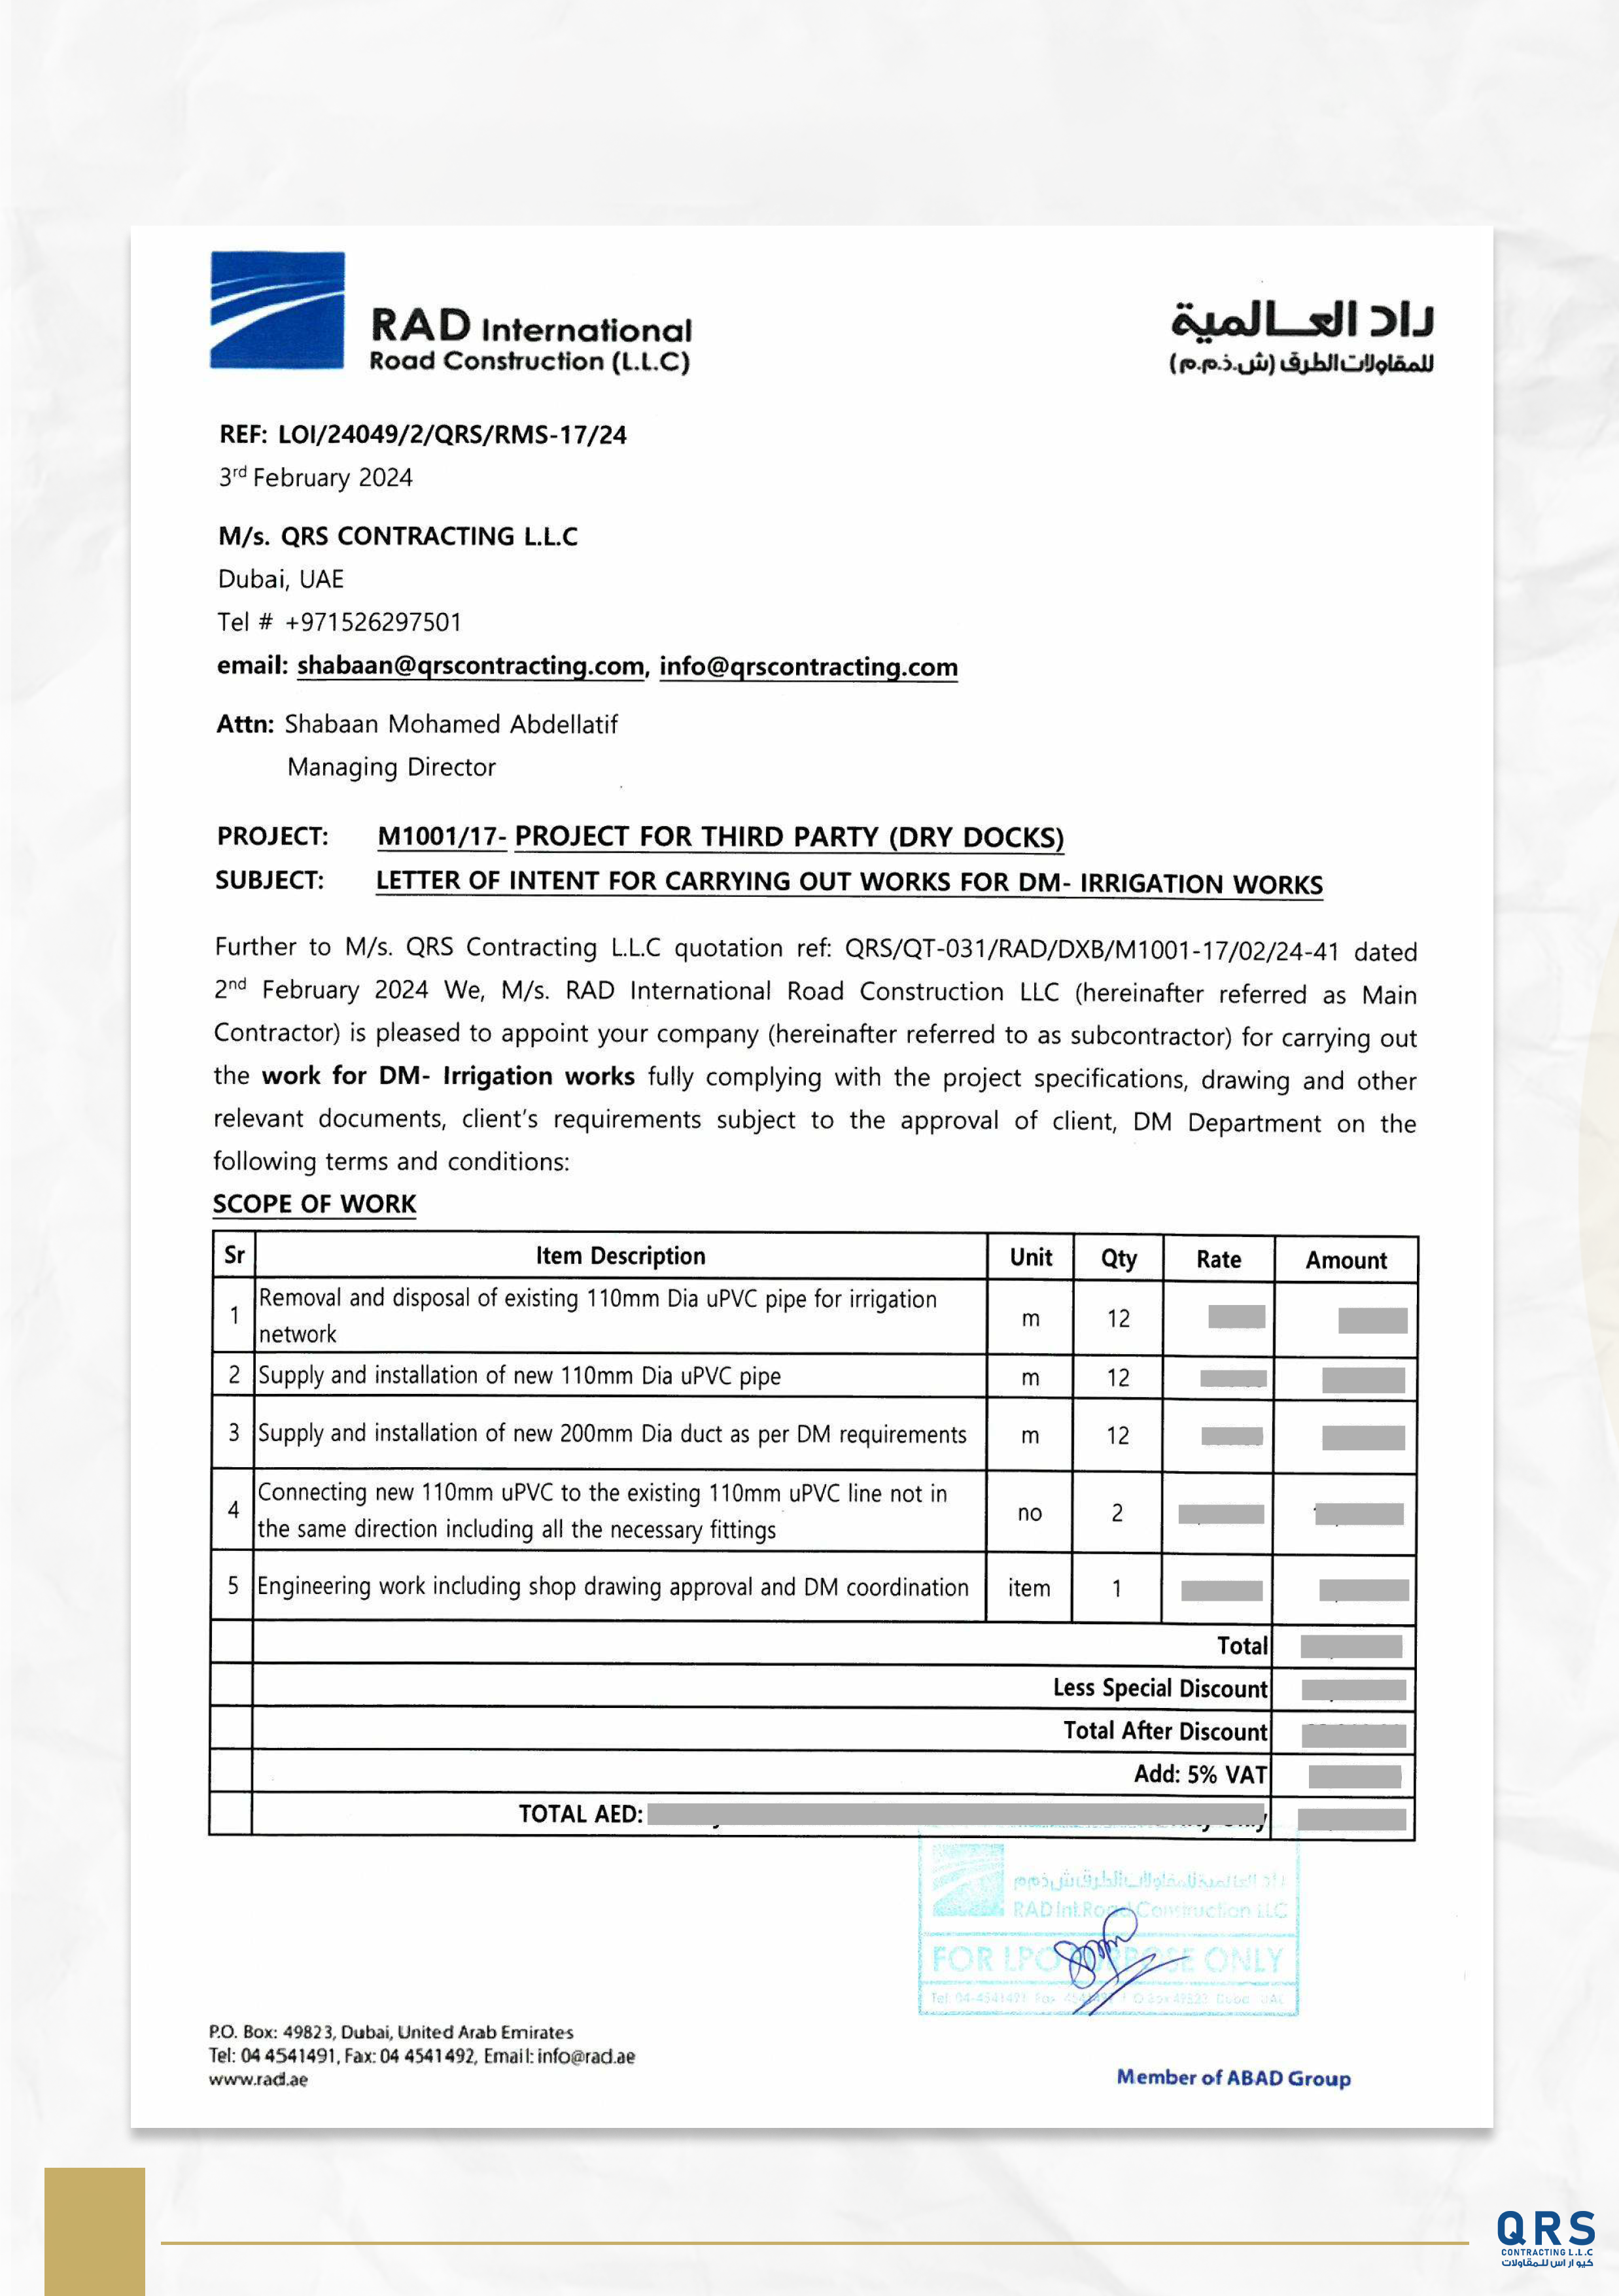 RAD International
Road Construction (L.L.C)
راد العـالمية
للمقاولات الطرق (ش.ذ.م.م)
REF: LOI/24049/2/QRS/RMS-17/24
3rd February 2024
M/s. QRS CONTRACTING L.L.C
Dubai, UAE
Tel # +971526297501
email: shabaan@qrscontracting.com, info@qrscontracting.com
Attn: Shabaan Mohamed Abdellatif
Managing Director
PROJECT: M1001/17- PROJECT FOR THIRD PARTY (DRY DOCKS)
SUBJECT: LETTER OF INTENT FOR CARRYING OUT WORKS FOR DM- IRRIGATION WORKS
Further to M/s. QRS Contracting L.L.C quotation ref: QRS/QT-031/RAD/DXB/M1001-17/02/24-41 dated
2nd February 2024 We, M/s. RAD International Road Construction LLC (hereinafter referred as Main
Contractor) is pleased to appoint your company (hereinafter referred to as subcontractor) for carrying out
the work for DM- Irrigation works fully complying with the project specifications, drawing and other
relevant documents, client's requirements subject to the approval of client, DM Department on the
following terms and conditions:
SCOPE OF WORK
Sr Item Description Unit Qty Rate Amount
1 Removal and disposal of existing 110mm Dia uPVC pipe for irrigation
network m 12
2 Supply and installation of new 110mm Dia uPVC pipe m 12
3 Supply and installation of new 200mm Dia duct as per DM requirements m 12
4 Connecting new 110mm uPVC to the existing 110mm uPVC line not in
the same direction including all the necessary fittings no 2
5 Engineering work including shop drawing approval and DM coordination item 1
Total
Less Special Discount
Total After Discount
Add: 5% VAT
TOTAL AED:
RAD Int. Road Construction LLC
FOR LPO PURPOSE ONLY
P.O. Box: 49823, Dubai, United Arab Emirates
Tel: 04 4541491, Fax: 04 4541492, Email: info@rad.ae
www.rad.ae
Member of ABAD Group
QRS
CONTRACTING L.L.C
كيو ار اس للمقاولات